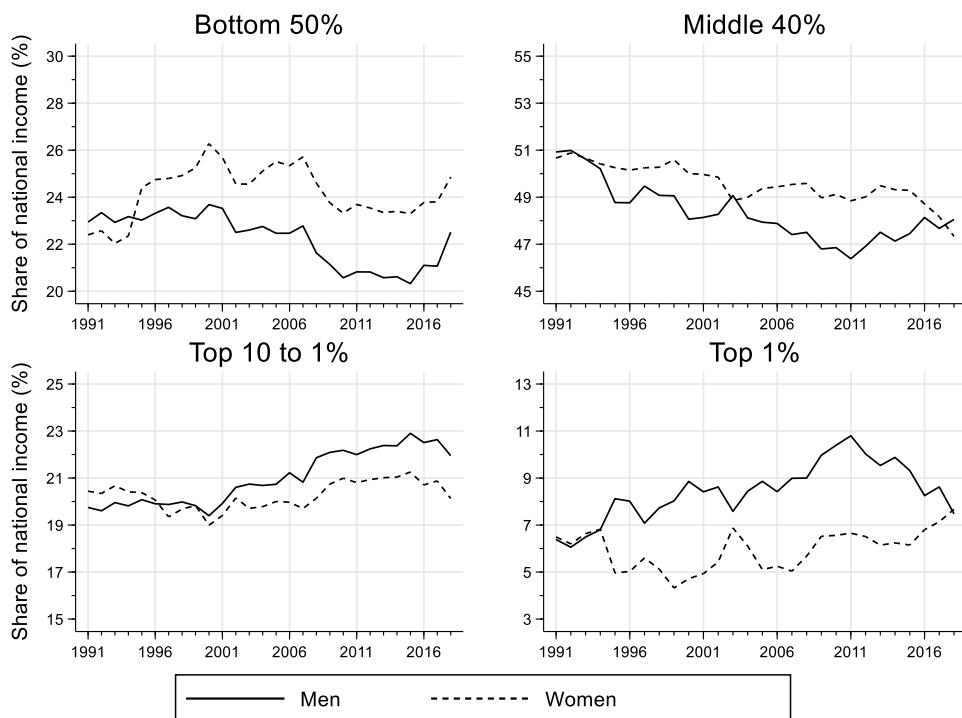 Bottom 50%
Middle 40%
Share of national income (%)
30
28
26
24
22
20
1991 1996 2001 2006 2011 2016
55
53
51
49
47
45
1991 1996 2001 2006 2011 2016
Top 10 to 1%
Top 1%
Share of national income (%)
25
23
21
19
17
15
1991 1996 2001 2006 2011 2016
13
11
9
7
5
3
1991 1996 2001 2006 2011 2016
Men Women